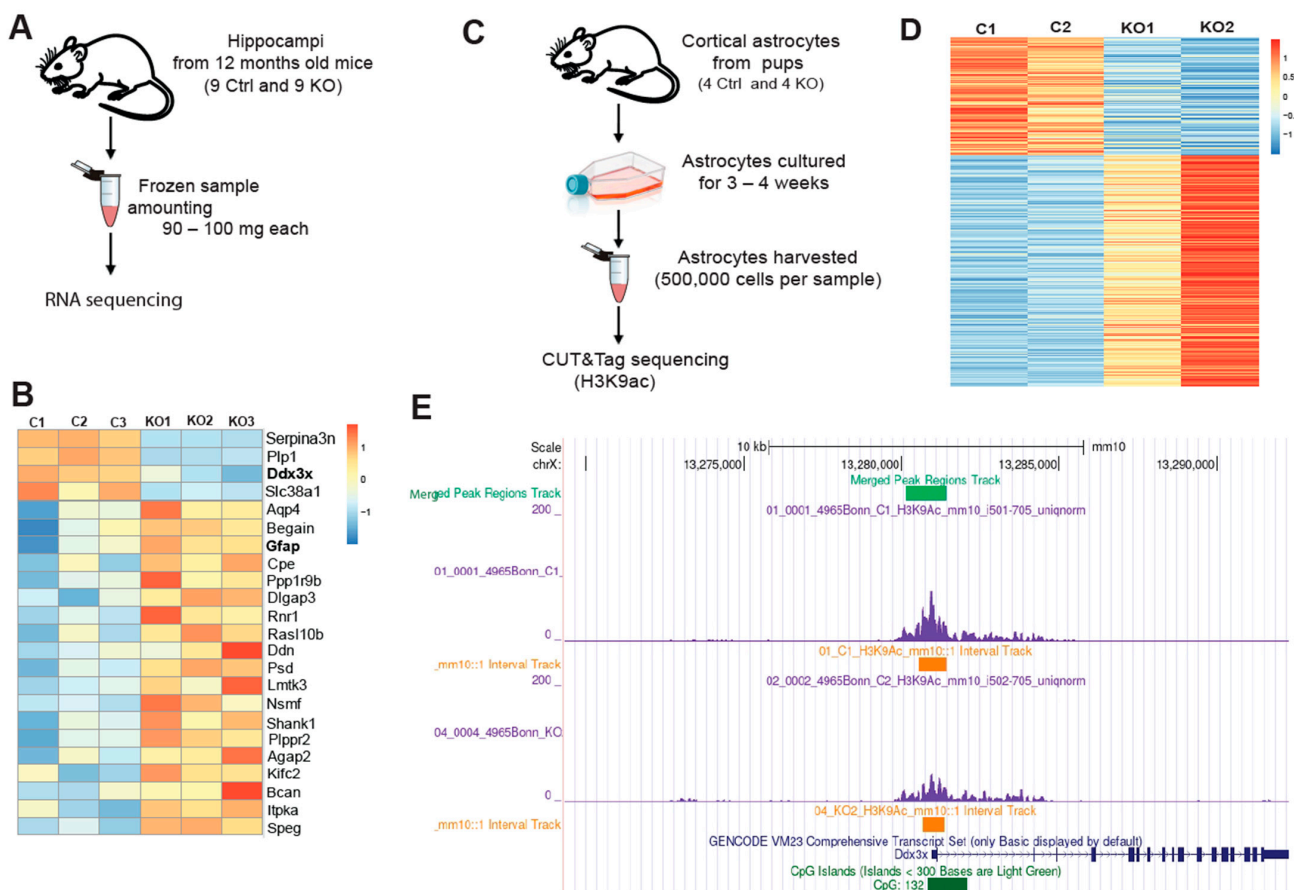 A
Hippocampi
from 12 months old mice
(9 Ctrl and 9 KO)
Frozen sample
amounting
90 – 100 mg each
RNA sequencing
C
Cortical astrocytes
from pups
(4 Ctrl and 4 KO)
Astrocytes cultured
for 3 – 4 weeks
Astrocytes harvested
(500,000 cells per sample)
CUT&Tag sequencing
(H3K9ac)
D
C1 C2 KO1 KO2
1
0.5
0
−0.5
−1
B
C1 C2 C3 KO1 KO2 KO3
Serpina3n
Plp1
Ddx3x
Slc38a1
Aqp4
Begain
Gfap
Cpe
Ppp1r9b
Dlgap3
Rnr1
Rasl10b
Ddn
Psd
Lmtk3
Nsmf
Shank1
Plppr2
Agap2
Kifc2
Bcan
Itpka
Speg
1
0
−1
E
Scale 10 kb mm10
chrX: 13,275,000 13,280,000 13,285,000 13,290,000
Merged Peak Regions Track
Merged Peak Regions Track
200
01_0001_4965Bonn_C1_H3K9Ac_mm10_i501-705_uniqnorm
01_0001_4965Bonn_C1_
0
01_C1_H3K9Ac_mm10::1 Interval Track
_mm10::1 Interval Track
200
02_0002_4965Bonn_C2_H3K9Ac_mm10_i502-705_uniqnorm
04_0004_4965Bonn_KO
0
04_KO2_H3K9Ac_mm10::1 Interval Track
_mm10::1 Interval Track
GENCODE VM23 Comprehensive Transcript Set (only Basic displayed by default)
Ddx3x
CpG Islands (Islands < 300 Bases are Light Green)
CpG: 132